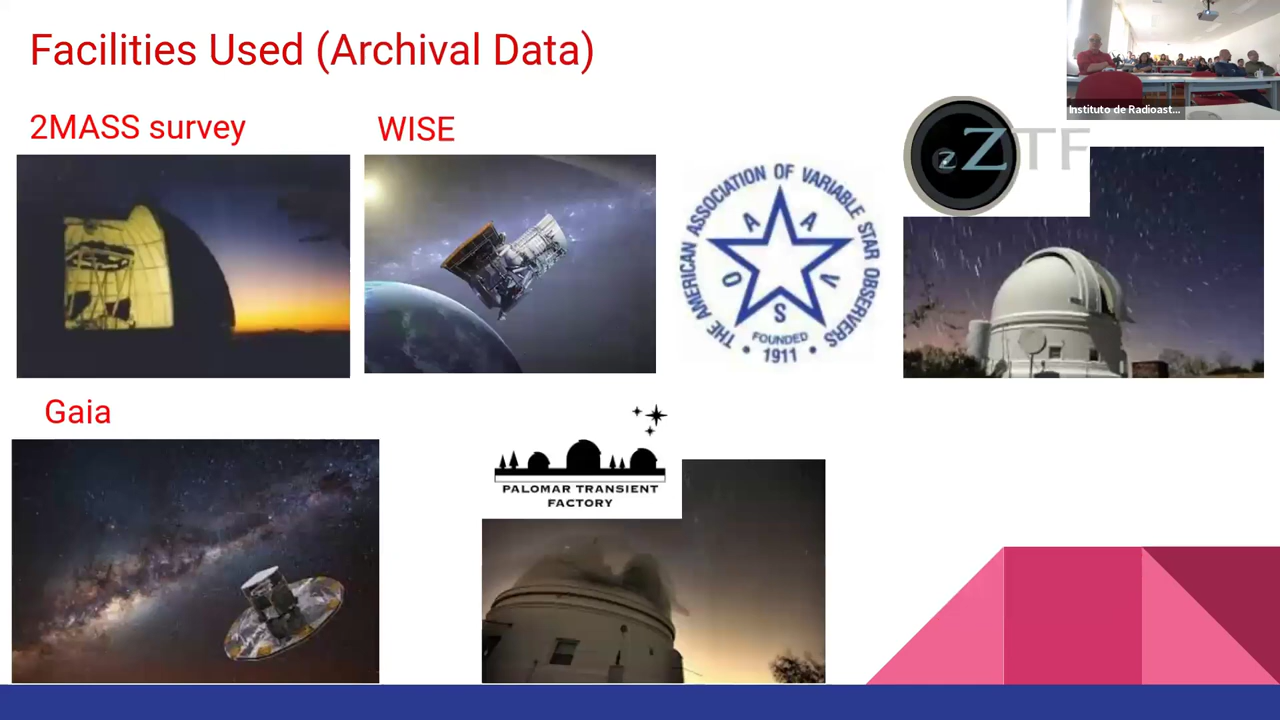 Facilities Used (Archival Data)
Instituto de Radioast...
2MASS survey
WISE
THE AMERICAN ASSOCIATION OF VARIABLE STAR OBSERVERS
A A V S O
FOUNDED
• 1911 •
zZTF
Gaia
PALOMAR TRANSIENT
FACTORY